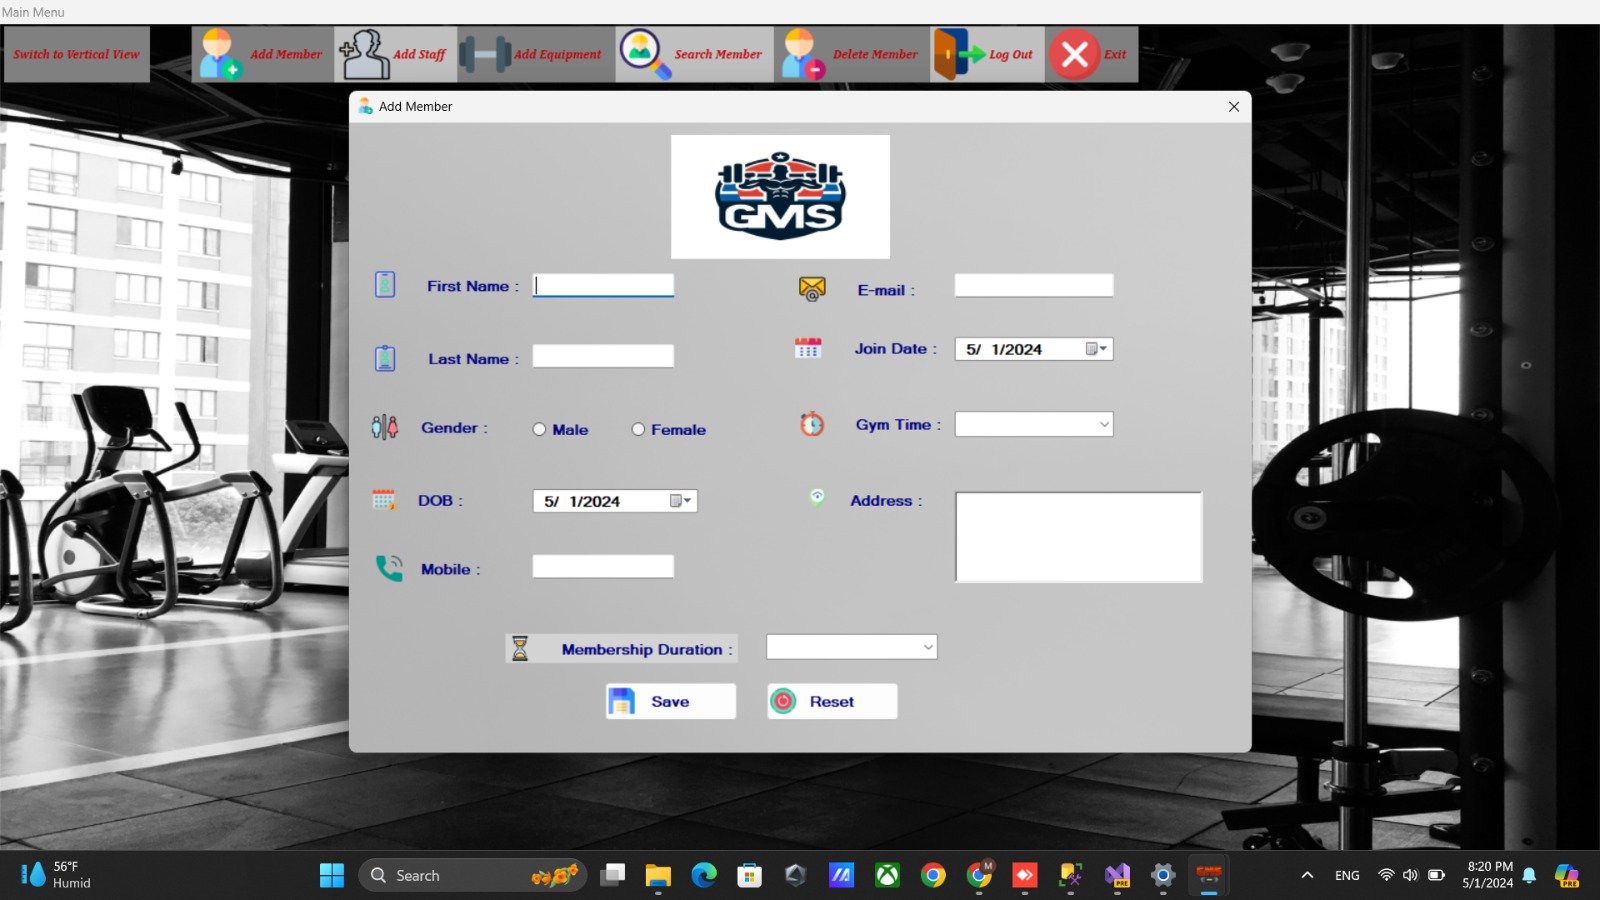 Main Menu
Switch to Vertical View
Add Member
Add Staff
Add Equipment
Search Member
Delete Member
Log Out
Exit
Add Member
GMS
First Name :
E-mail :
Last Name :
Join Date :
5/ 1/2024
Gender :
Male
Female
Gym Time :
DOB :
5/ 1/2024
Address :
Mobile :
Membership Duration :
Save
Reset
56°F
Humid
Search
M
PRE
ENG
8:20 PM
5/1/2024
PRE